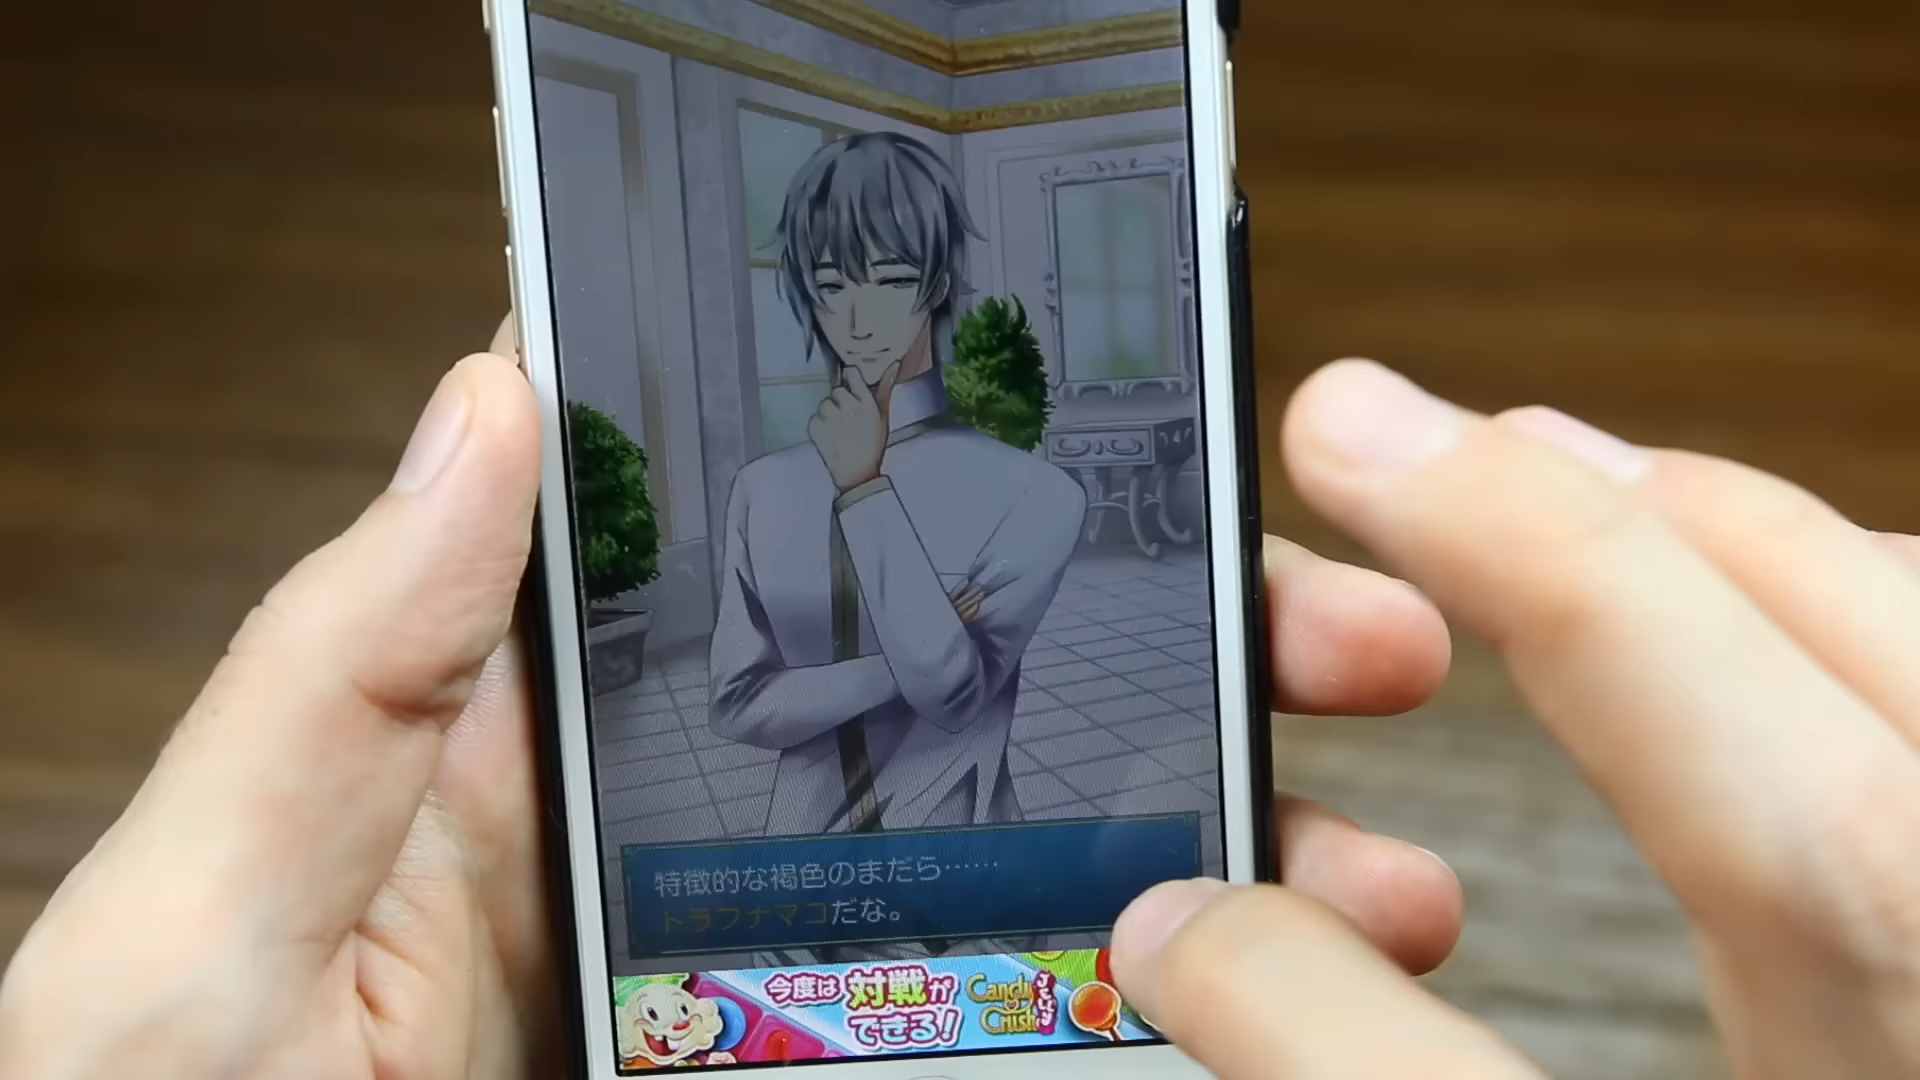 特徴的な褐色のまだら……
トラフナマコだな。
今度は対戦が
できる!
Candy
Crush
Jelly